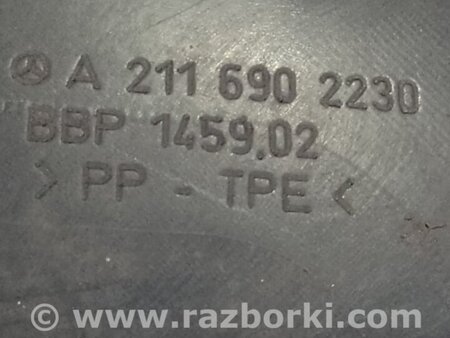 A 211 690 2230
BBP 1459.02
> PP - TPE <
© www.razborki.com